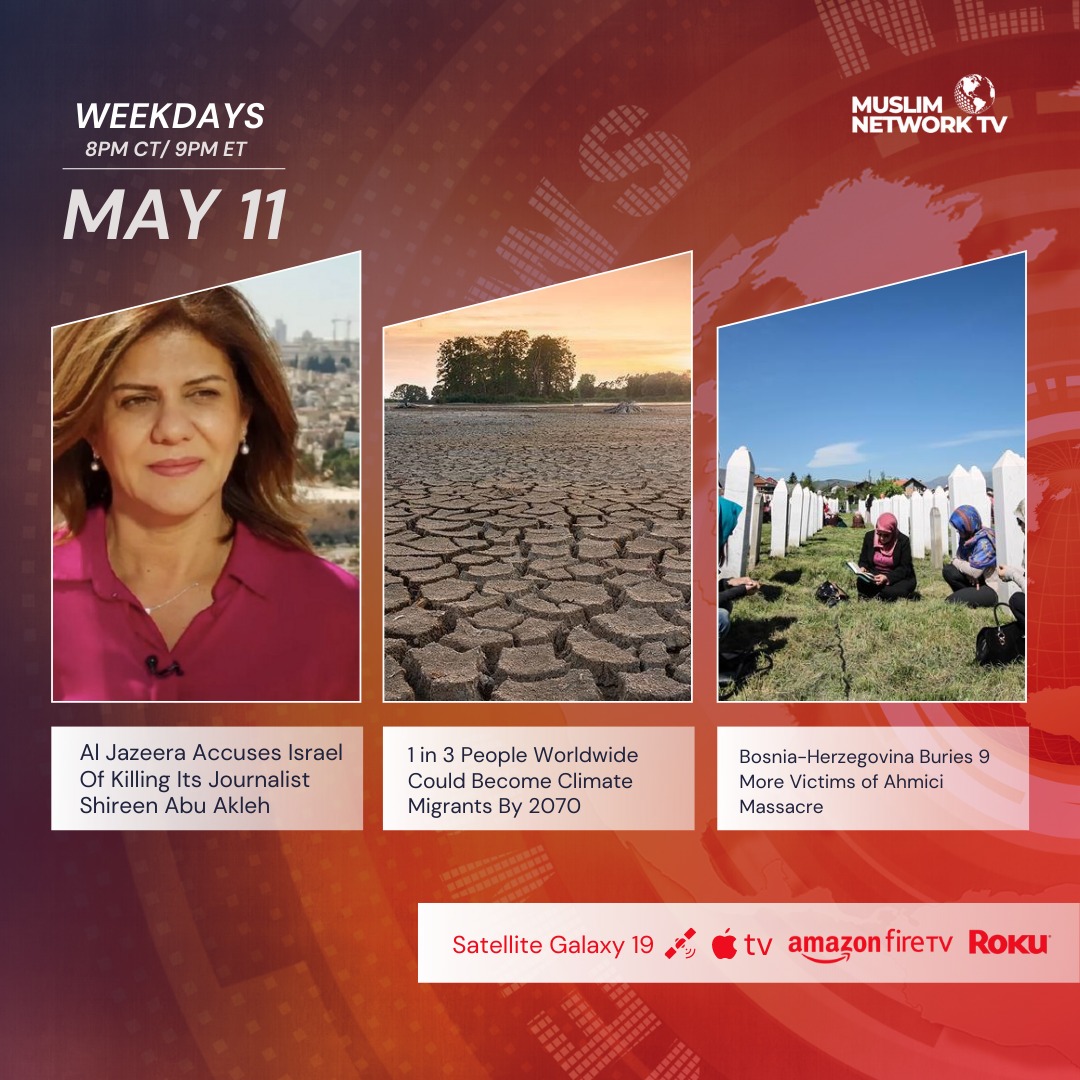 WEEKDAYS
8PM CT/ 9PM ET
MAY 11
MUSLIM
NETWORK TV
NEWS
Al Jazeera Accuses Israel
Of Killing Its Journalist
Shireen Abu Akleh
1 in 3 People Worldwide
Could Become Climate
Migrants By 2070
Bosnia-Herzegovina Buries 9
More Victims of Ahmici
Massacre
Satellite Galaxy 19
tv
amazon fireTV
ROKU